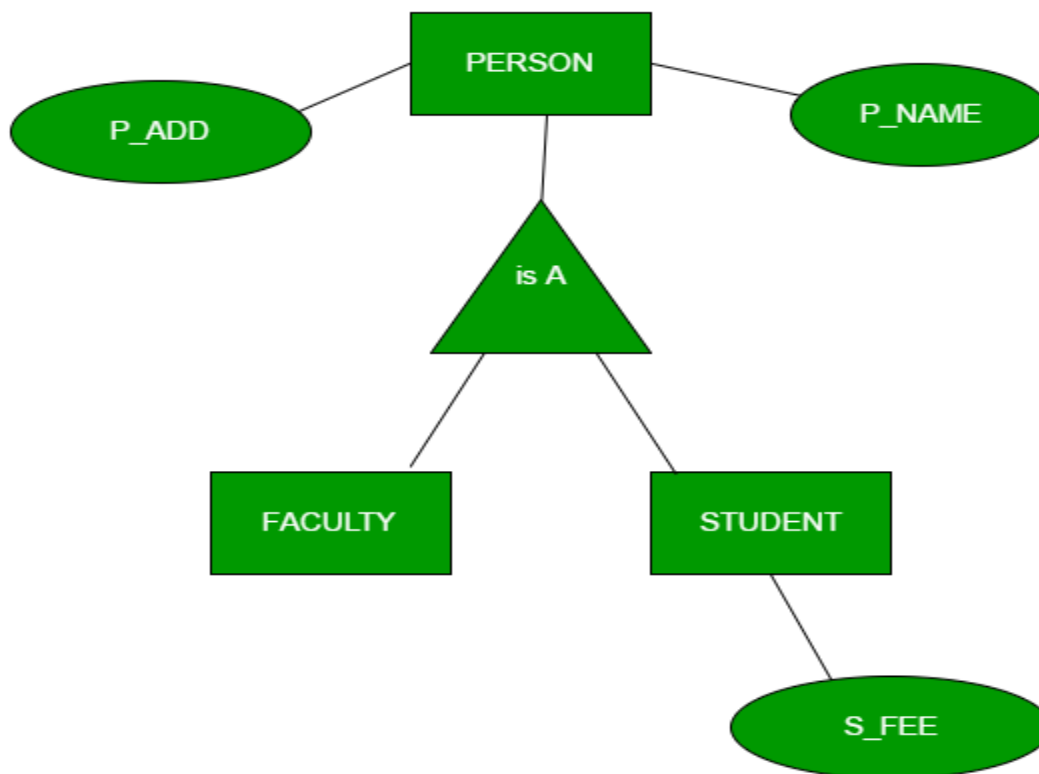 PERSON
P_ADD
P_NAME
is A
FACULTY
STUDENT
S_FEE